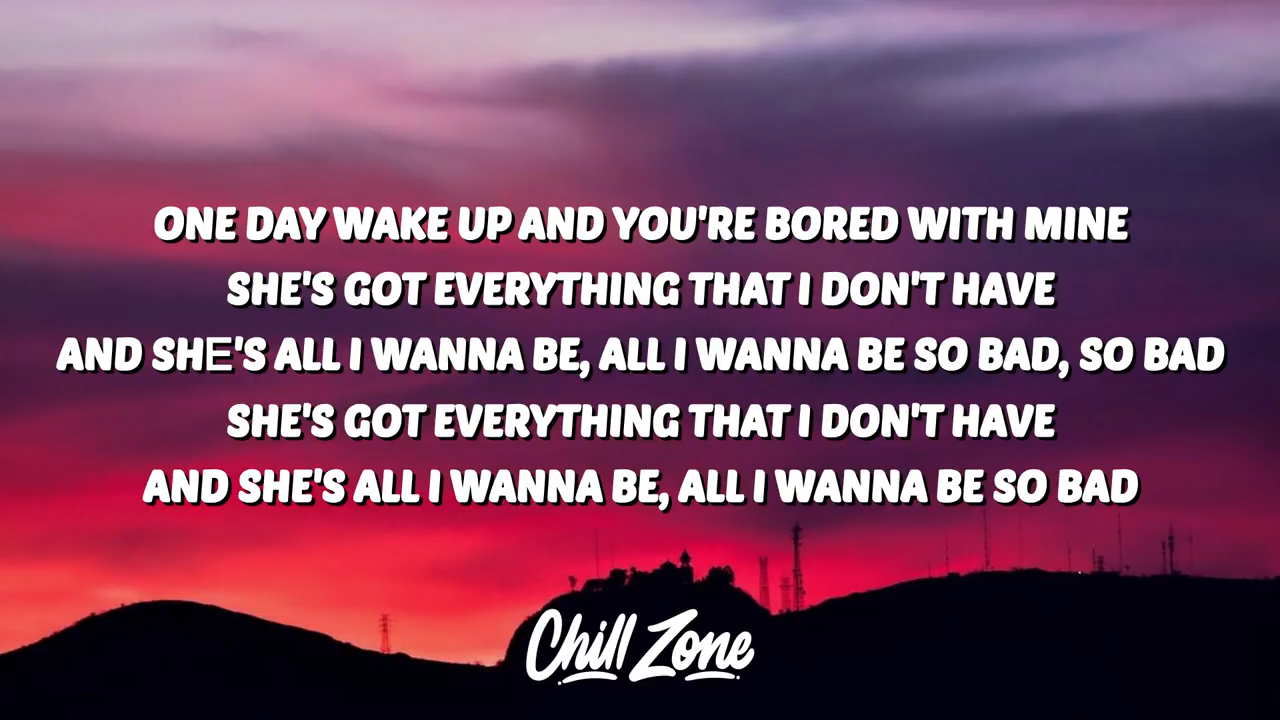 ONE DAY WAKE UP AND YOU'RE BORED WITH MINE
SHE'S GOT EVERYTHING THAT I DON'T HAVE
AND SHE'S ALL I WANNA BE, ALL I WANNA BE SO BAD, SO BAD
SHE'S GOT EVERYTHING THAT I DON'T HAVE
AND SHE'S ALL I WANNA BE, ALL I WANNA BE SO BAD
Chill Zone